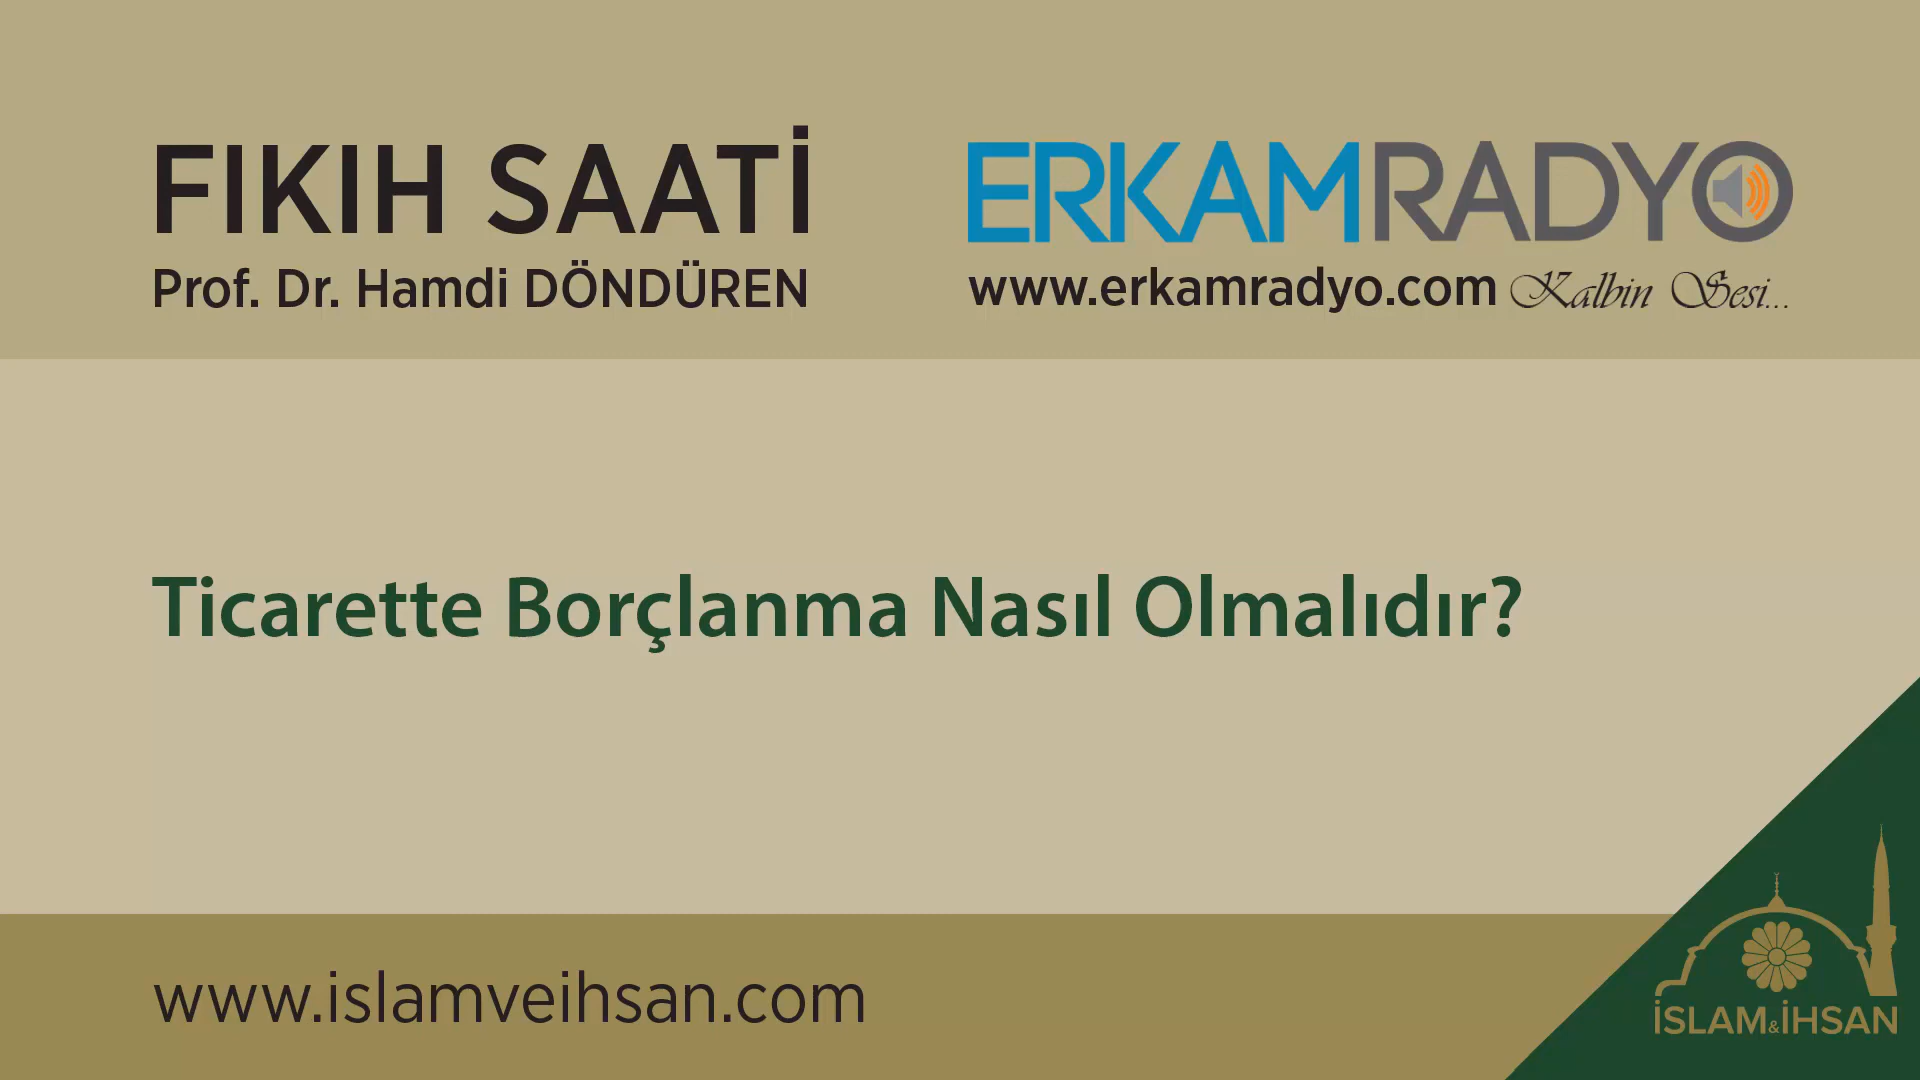 FIKIH SAATİ
Prof. Dr. Hamdi DÖNDÜREN
ERKAMRADYO
www.erkamradyo.com Kalbin Sesi...
Ticarette Borçlanma Nasıl Olmalıdır?
www.islamveihsan.com
İSLAM&İHSAN